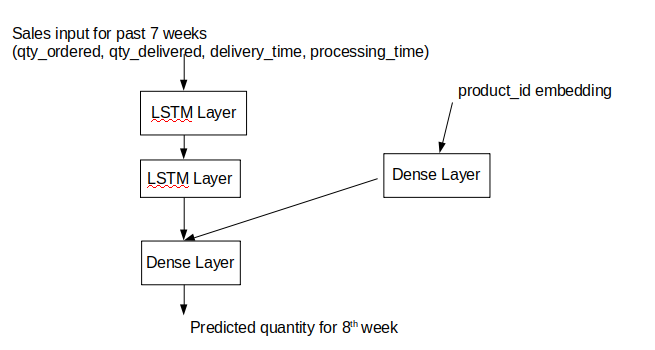 Sales input for past 7 weeks
(qty_ordered, qty_delivered, delivery_time, processing_time)
product_id embedding
LSTM Layer
Dense Layer
LSTM Layer
Dense Layer
Predicted quantity for 8th week